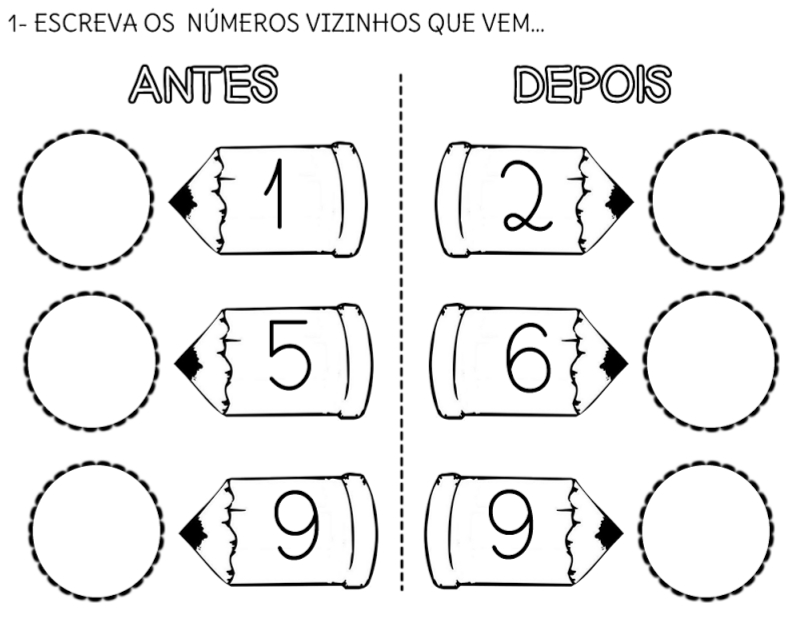 1- ESCREVA OS NÚMEROS VIZINHOS QUE VEM...
ANTES DEPOIS
1 2
5 6
9 9